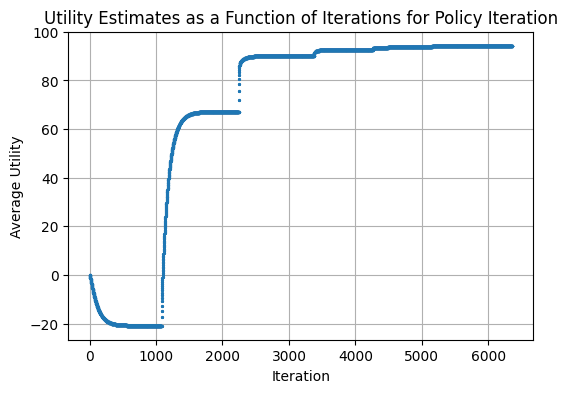 Utility Estimates as a Function of Iterations for Policy Iteration
100
80
60
40
20
0
−20
Average Utility
0 1000 2000 3000 4000 5000 6000
Iteration